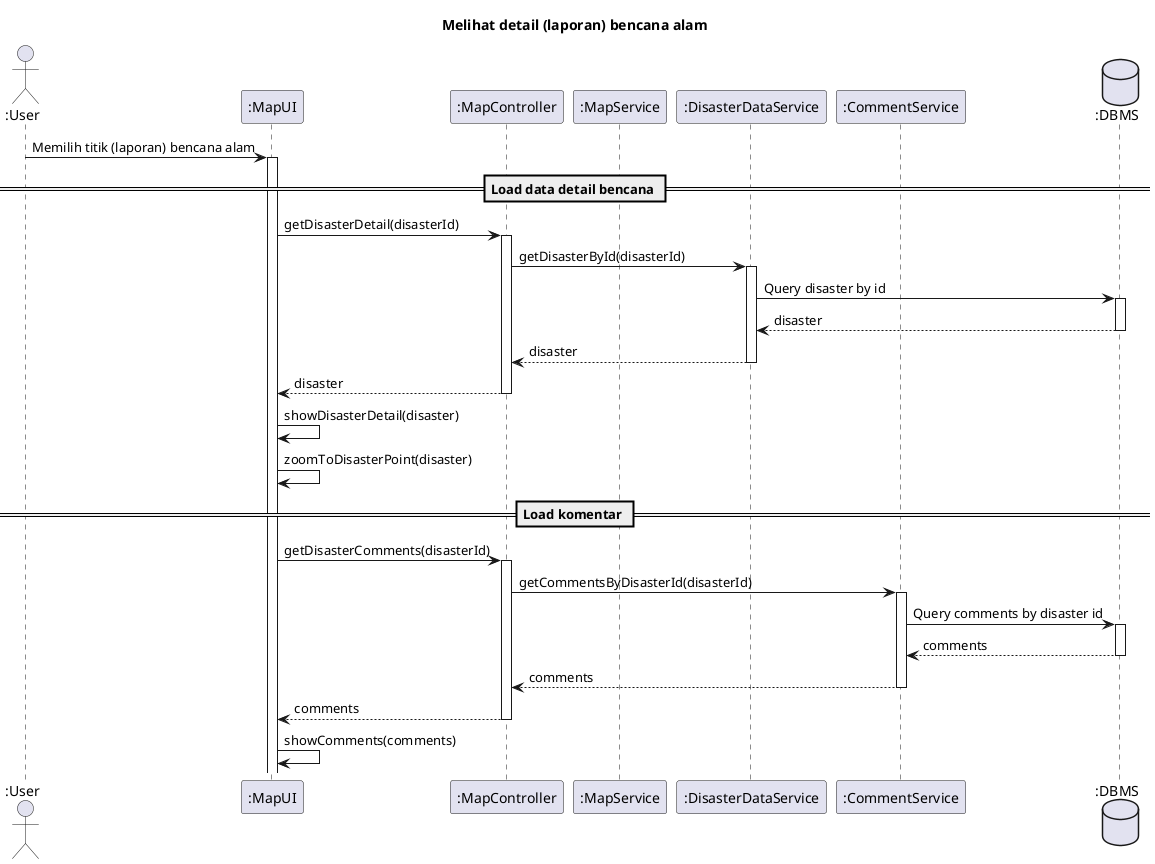 Melihat detail (laporan) bencana alam
:User
:MapUI
:MapController
:MapService
:DisasterDataService
:CommentService
:DBMS
Memilih titik (laporan) bencana alam
Load data detail bencana
getDisasterDetail(disasterId)
getDisasterById(disasterId)
Query disaster by id
disaster
disaster
disaster
showDisasterDetail(disaster)
zoomToDisasterPoint(disaster)
Load komentar
getDisasterComments(disasterId)
getCommentsByDisasterId(disasterId)
Query comments by disaster id
comments
comments
comments
showComments(comments)
:User
:MapUI
:MapController
:MapService
:DisasterDataService
:CommentService
:DBMS